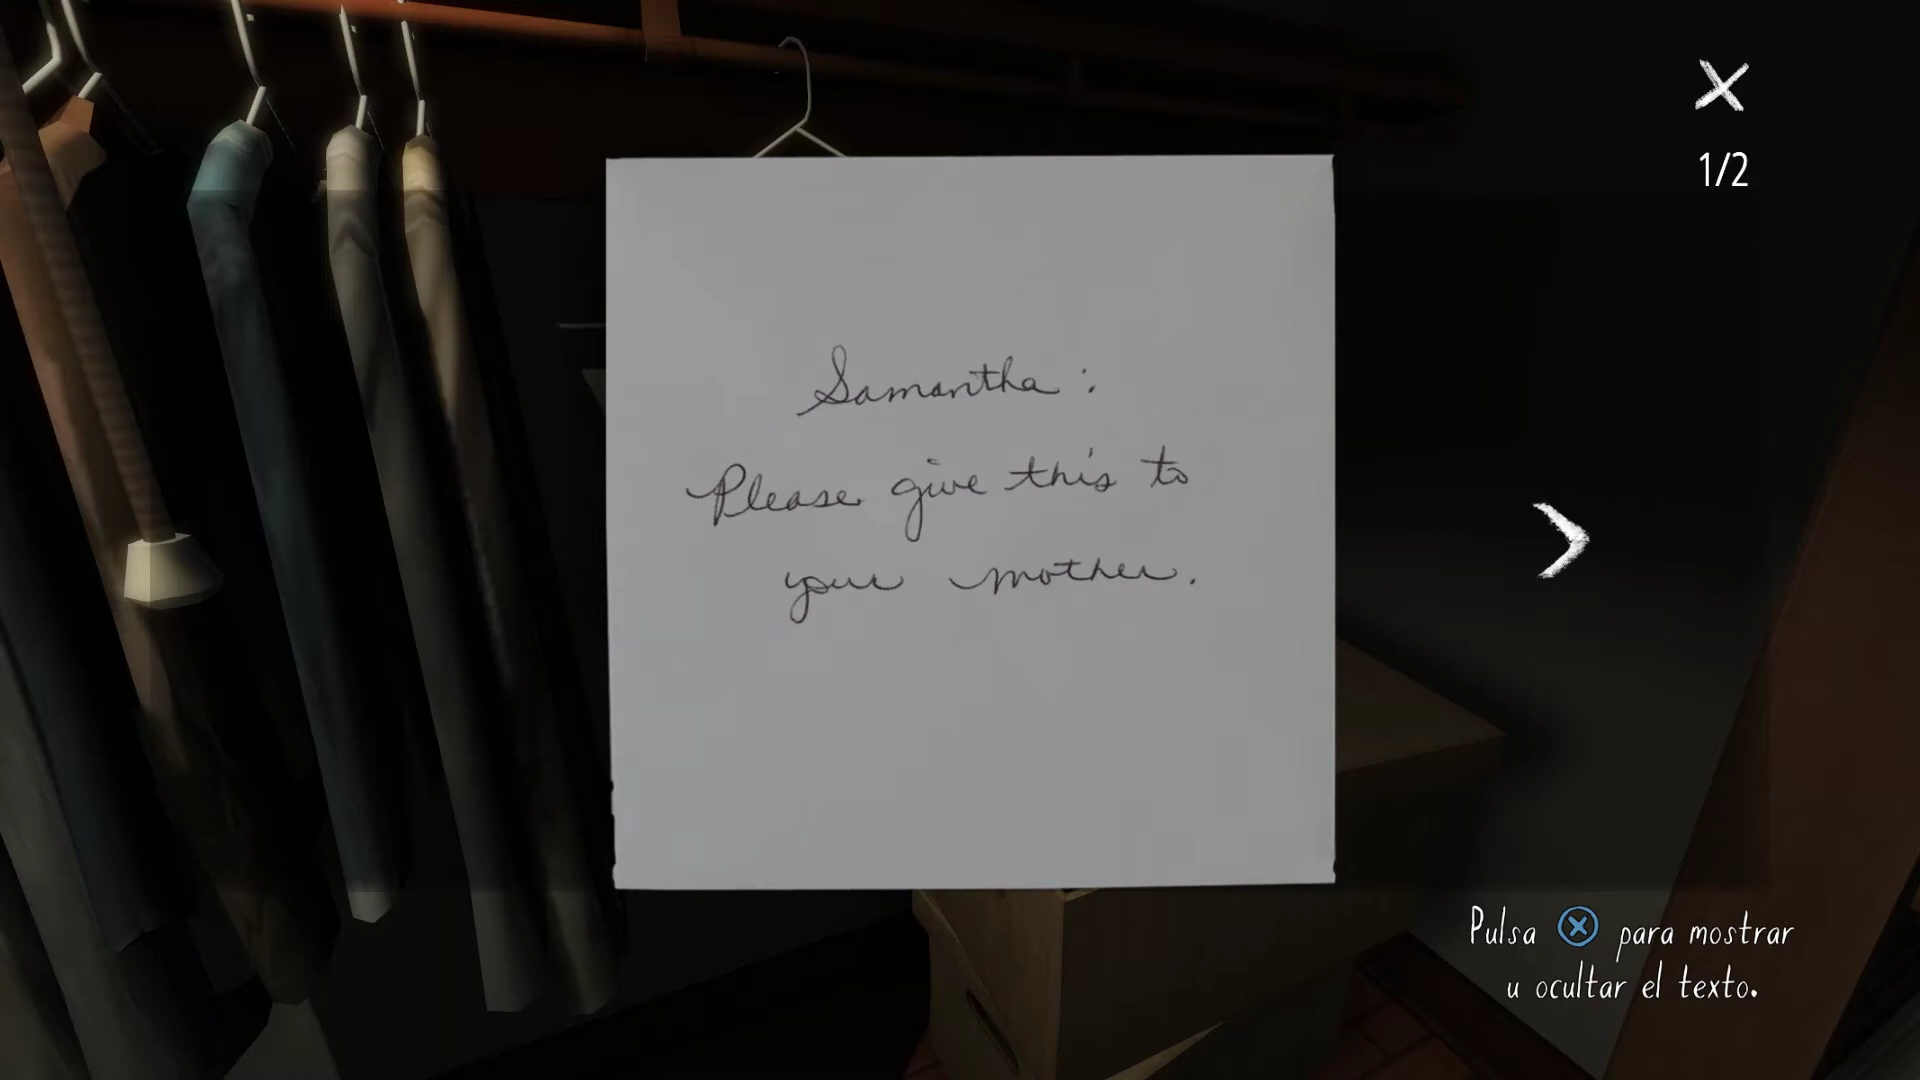 1/2
Samantha:
Please give this to
your mother.
Pulsa ⊗ para mostrar
u ocultar el texto.